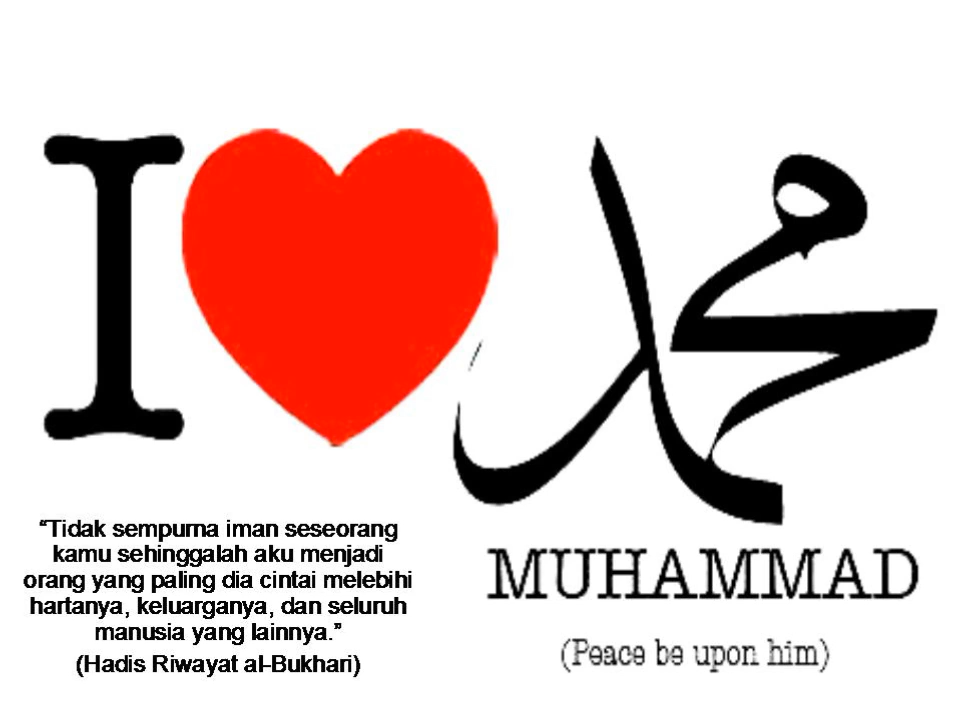 I محمد
“Tidak sempurna iman seseorang
kamu sehinggalah aku menjadi
orang yang paling dia cintai melebihi
hartanya, keluarganya, dan seluruh
manusia yang lainnya.”
(Hadis Riwayat al-Bukhari)
MUHAMMAD
(Peace be upon him)